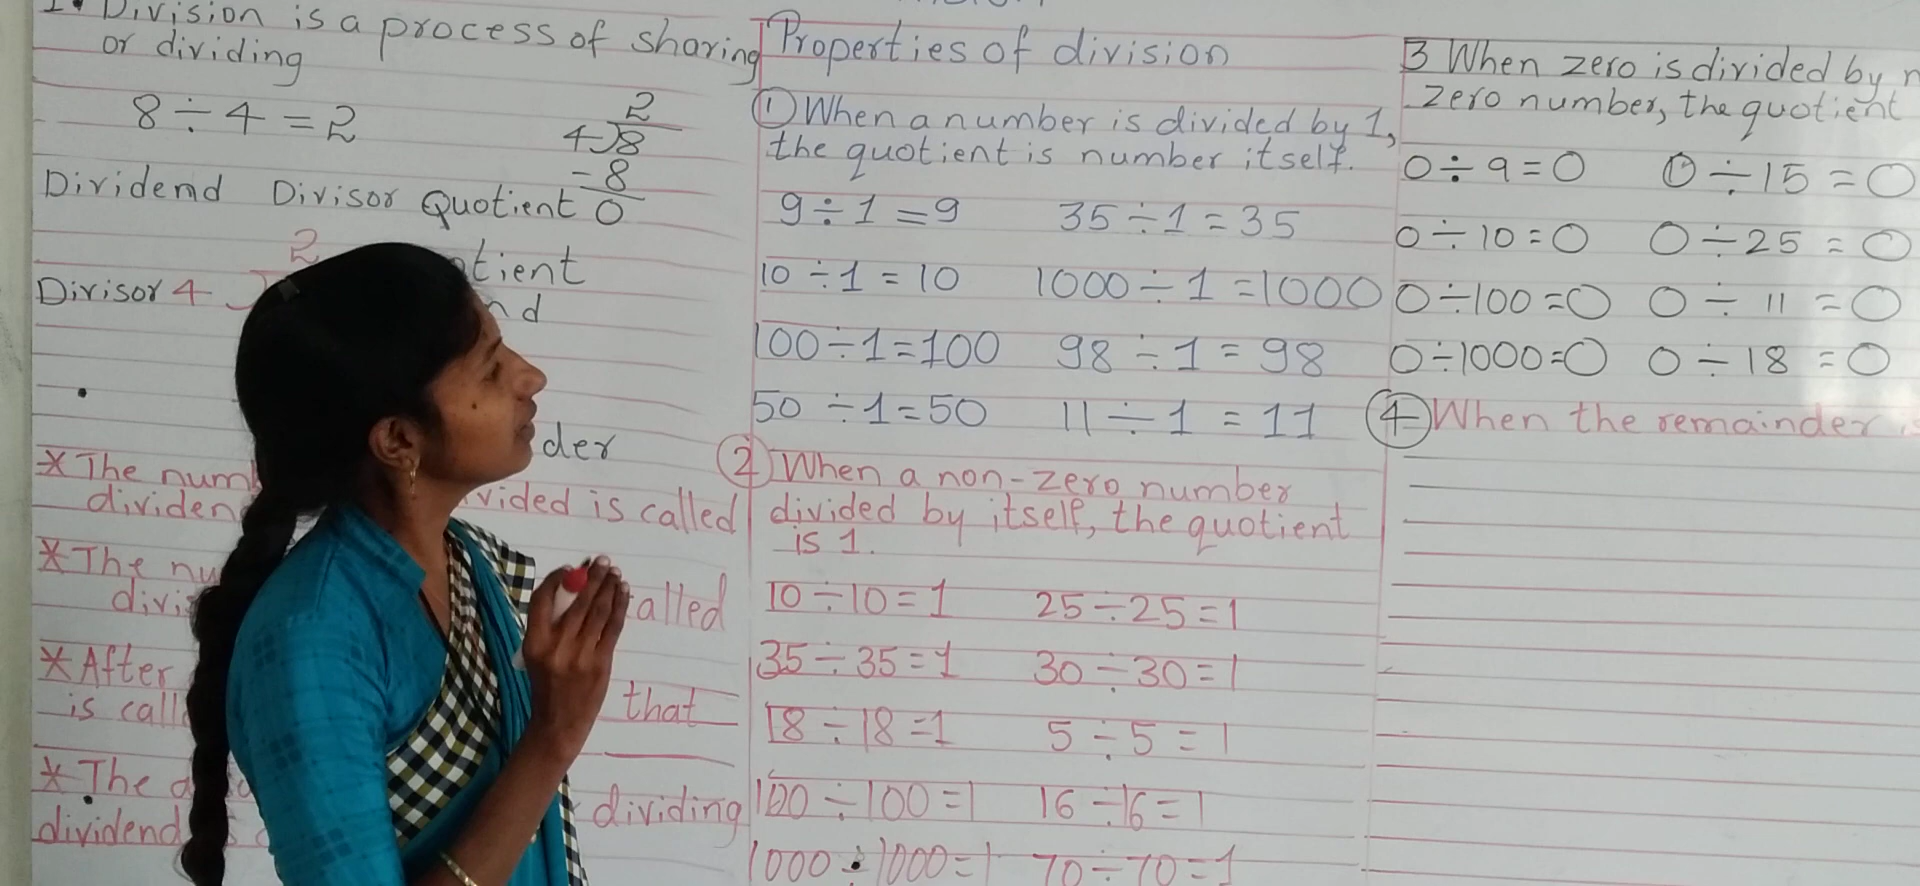 1. Division is a process of sharing
or dividing
8 ÷ 4 = 2
2
4)8
- 8
0
Dividend Divisor Quotient
2
Divisor 4
* The
dividen vided is called
* The
called
* After
is that
* The
dividend dividing
Properties of division
① When a number is divided by 1,
the quotient is number itself.
9 ÷ 1 = 9 35 ÷ 1 = 35
10 ÷ 1 = 10 1000 ÷ 1 = 1000
100 ÷ 1 = 100 98 ÷ 1 = 98
50 ÷ 1 = 50 11 ÷ 1 = 11
② When a non-zero number
divided by itself, the quotient
is 1.
10 ÷ 10 = 1 25 ÷ 25 = 1
35 ÷ 35 = 1 30 ÷ 30 = 1
18 ÷ 18 = 1 5 ÷ 5 = 1
100 ÷ 100 = 1 16 ÷ 16 = 1
1000 ÷ 1000 = 1 70 ÷ 70 = 1
3 When zero is divided by
zero number, the quotient
0 ÷ 9 = 0 0 ÷ 15 = 0
0 ÷ 10 = 0 0 ÷ 25 = 0
0 ÷ 100 = 0 0 ÷ 11 = 0
0 ÷ 1000 = 0 0 ÷ 18 = 0
④ When the remainder